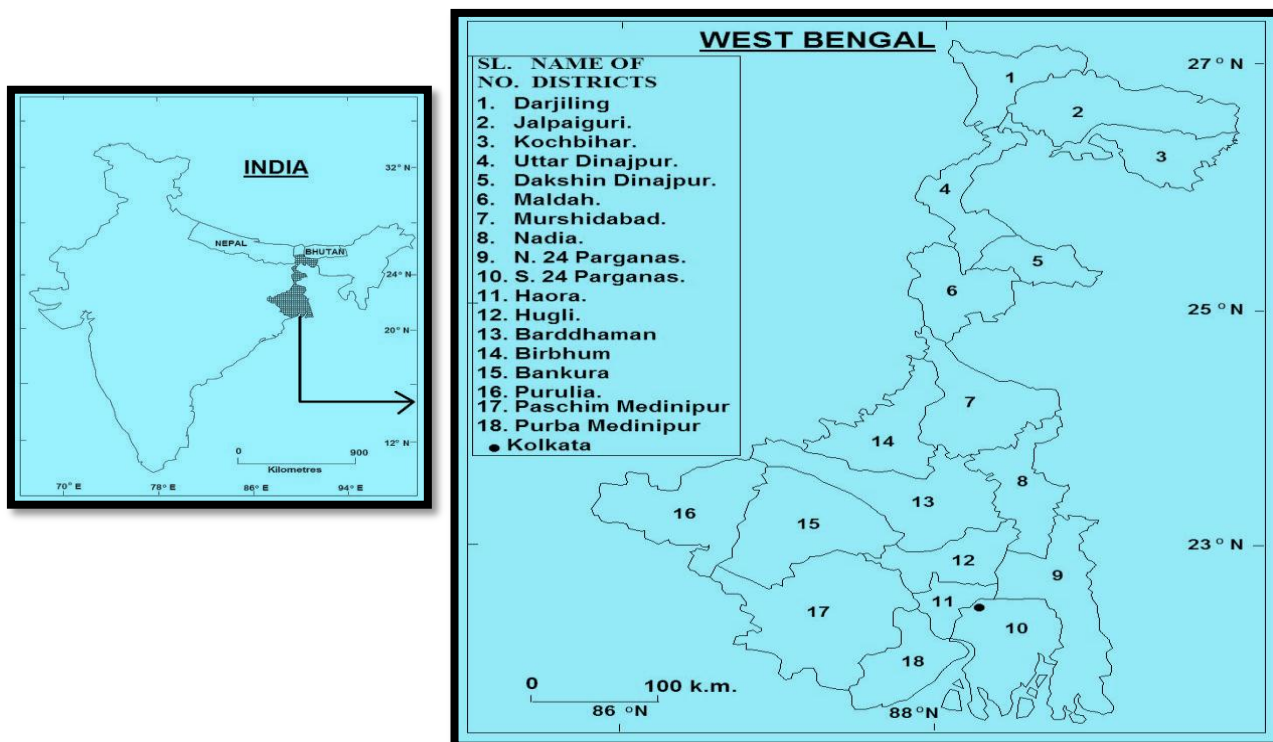 INDIA
NEPAL
BHUTAN
32° N
24° N
20° N
12° N
0 900
Kilometres
70° E 78° E 86° E 94° E
WEST BENGAL
SL. NAME OF
NO. DISTRICTS
1. Darjiling
2. Jalpaiguri.
3. Kochbihar.
4. Uttar Dinajpur.
5. Dakshin Dinajpur.
6. Maldah.
7. Murshidabad.
8. Nadia.
9. N. 24 Parganas.
10. S. 24 Parganas.
11. Haora.
12. Hugli.
13. Barddhaman
14. Birbhum
15. Bankura
16. Purulia.
17. Paschim Medinipur
18. Purba Medinipur
● Kolkata
27° N
1
2
3
4
5
25° N
6
7
14
8
13
16
15
23° N
12
9
11
17
10
18
0 100 k.m.
86 °N 88° N